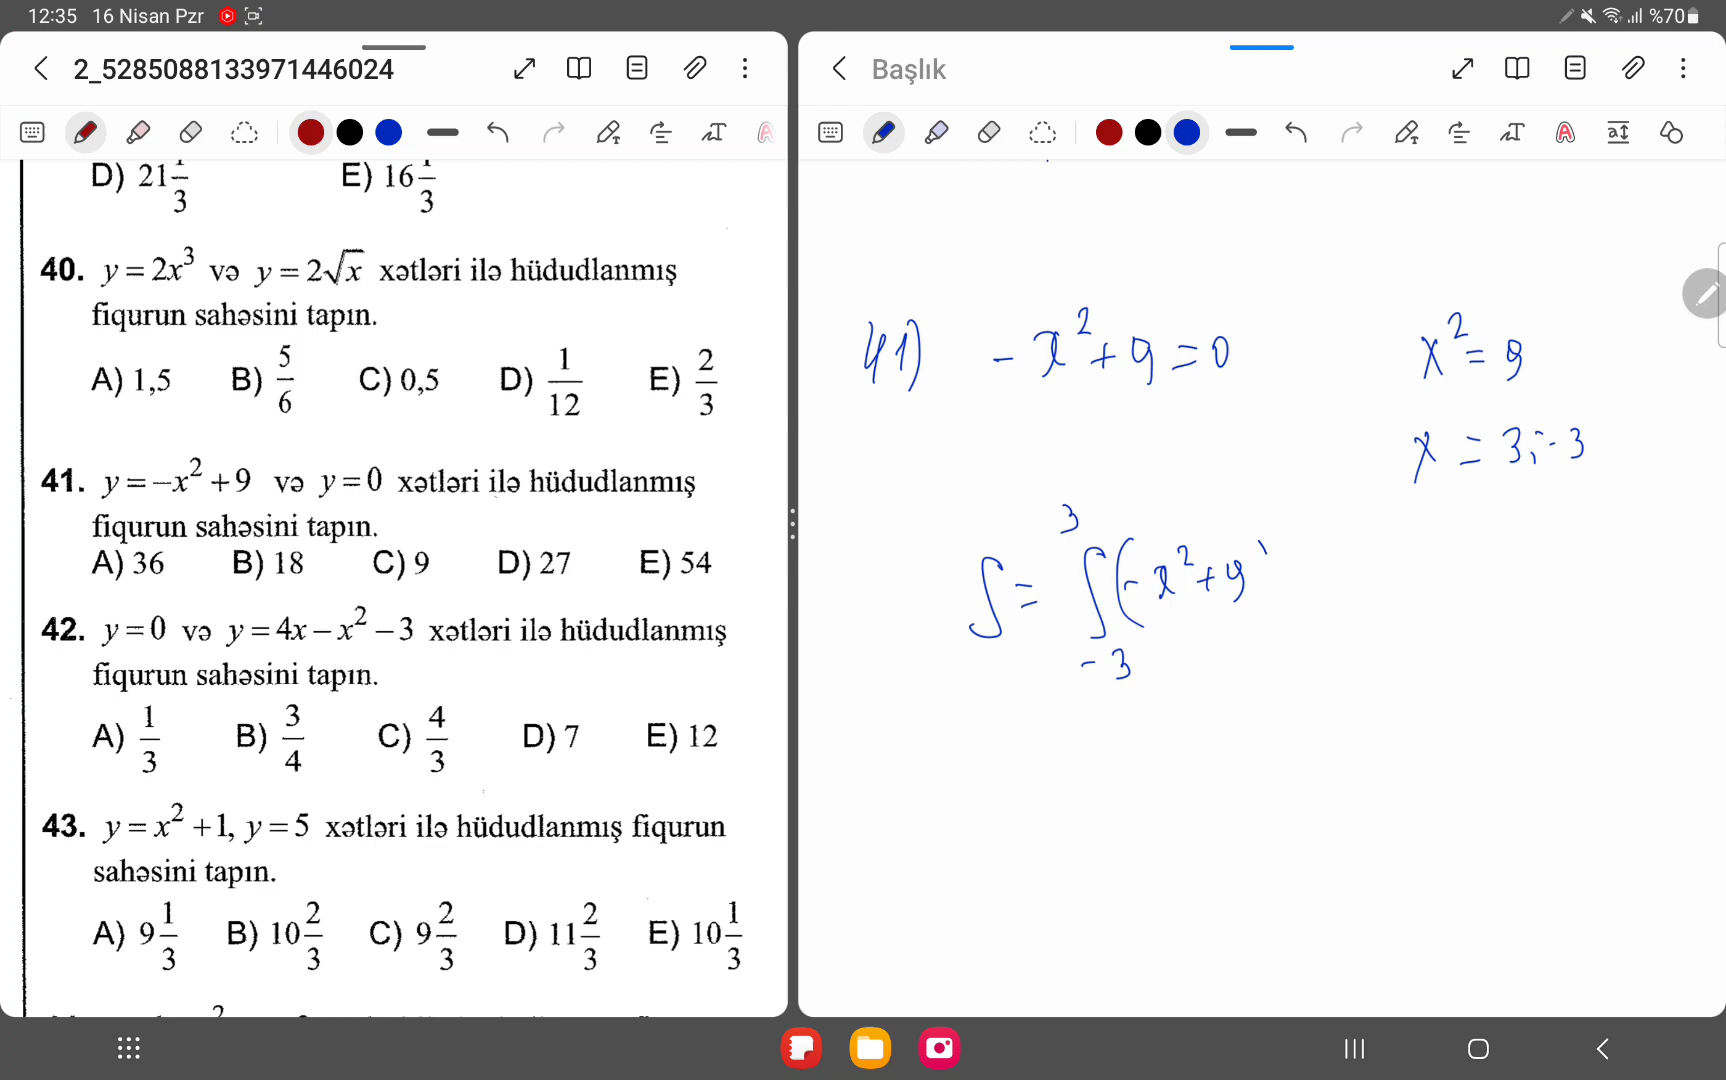 12:35 16 Nisan Pzr %70
2_5285088133971446024
D) 21 1/3 E) 16 1/3
40. y = 2x³ və y = 2√x xətləri ilə hüdudlanmış
fiqurun sahəsini tapın.
A) 1,5 B) 5/6 C) 0,5 D) 1/12 E) 2/3
41. y = −x² + 9 və y = 0 xətləri ilə hüdudlanmış
fiqurun sahəsini tapın.
A) 36 B) 18 C) 9 D) 27 E) 54
42. y = 0 və y = 4x − x² − 3 xətləri ilə hüdudlanmış
fiqurun sahəsini tapın.
A) 1/3 B) 3/4 C) 4/3 D) 7 E) 12
43. y = x² + 1, y = 5 xətləri ilə hüdudlanmış fiqurun
sahəsini tapın.
A) 9 1/3 B) 10 2/3 C) 9 2/3 D) 11 2/3 E) 10 1/3
Başlık
41) − x² + 9 = 0 x² = 9
x = 3; −3
3
S = ∫(− x² + 9
− 3